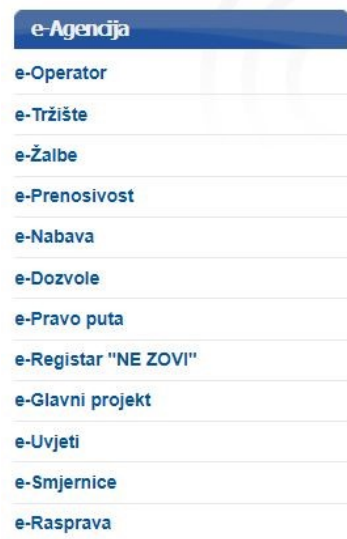 e-Agencija
e-Operator
e-Tržište
e-Žalbe
e-Prenosivost
e-Nabava
e-Dozvole
e-Pravo puta
e-Registar "NE ZOVI"
e-Glavni projekt
e-Uvjeti
e-Smjernice
e-Rasprava